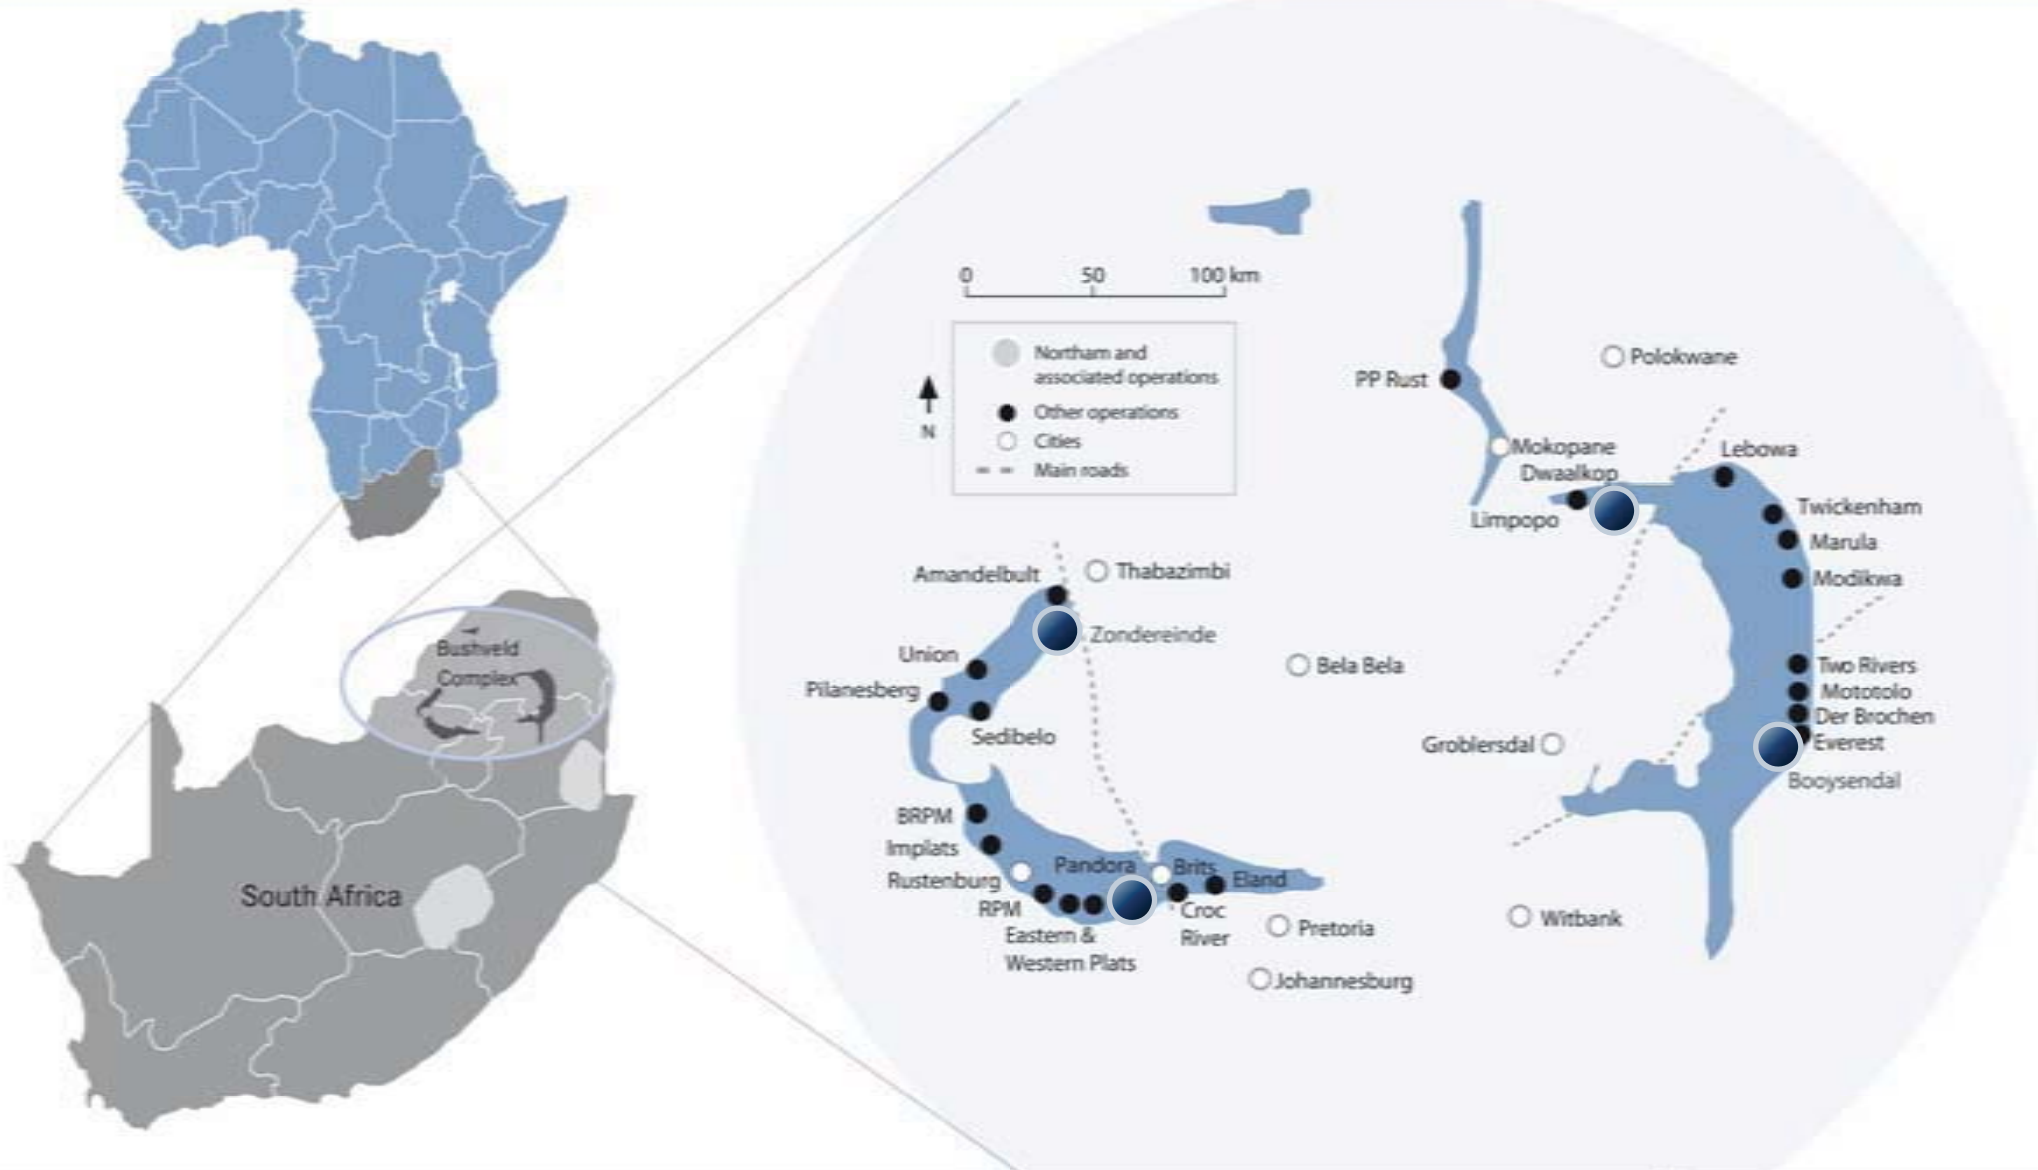 0 50 100 km
Northam and
associated operations
Other operations
Cities
Main roads
N
PP Rust
Polokwane
Mokopane
Dwaalkop
Limpopo
Lebowa
Twickenham
Marula
Modikwa
Amandelbult
Thabazimbi
Zondereinde
Union
Pilanesberg
Sedibelo
Bela Bela
Two Rivers
Mototolo
Der Brochen
Groblersdal
Everest
Booysendal
BRPM
Implats
Rustenburg
Pandora
Brits
Eland
RPM
Croc
River
Eastern &
Western Plats
Pretoria
Johannesburg
Witbank
Bushveld
Complex
South Africa